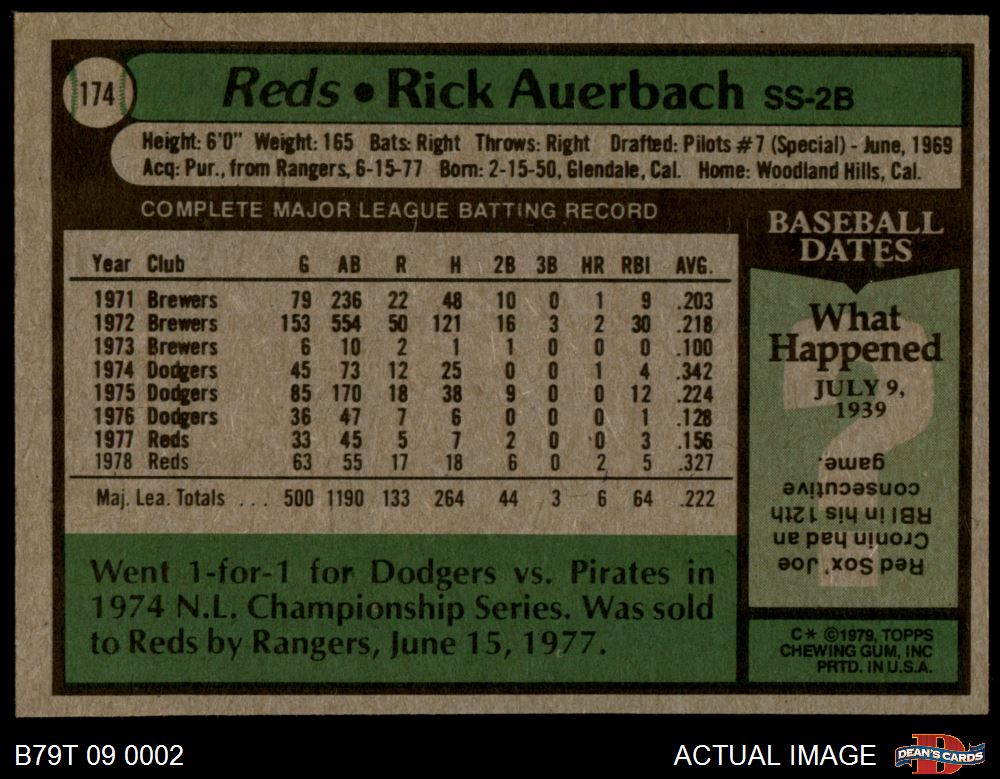 174
Reds • Rick Auerbach SS-2B
Height: 6'0" Weight: 165 Bats: Right Throws: Right Drafted: Pilots #7 (Special) - June, 1969
Acq: Pur., from Rangers, 6-15-77 Born: 2-15-50, Glendale, Cal. Home: Woodland Hills, Cal.
COMPLETE MAJOR LEAGUE BATTING RECORD
Year Club G AB R H 2B 3B HR RBI AVG.
1971 Brewers 79 236 22 48 10 0 1 9 .203
1972 Brewers 153 554 50 121 16 3 2 30 .218
1973 Brewers 6 10 2 1 1 0 0 0 .100
1974 Dodgers 45 73 12 25 0 0 1 4 .342
1975 Dodgers 85 170 18 38 9 0 0 12 .224
1976 Dodgers 36 47 7 6 0 0 0 1 .128
1977 Reds 33 45 5 7 2 0 0 3 .156
1978 Reds 63 55 17 18 6 0 2 5 .327
Maj. Lea. Totals ... 500 1190 133 264 44 3 6 64 .222
Went 1-for-1 for Dodgers vs. Pirates in
1974 N.L. Championship Series. Was sold
to Reds by Rangers, June 15, 1977.
BASEBALL
DATES
What
Happened
JULY 9,
1939
?
Red Sox' Joe
Cronin had an
RBI in his 12th
consecutive
game.
C* ©1979, TOPPS
CHEWING GUM, INC
PRTD. IN U.S.A.
B79T 09 0002
ACTUAL IMAGE
DEAN'S CARDS